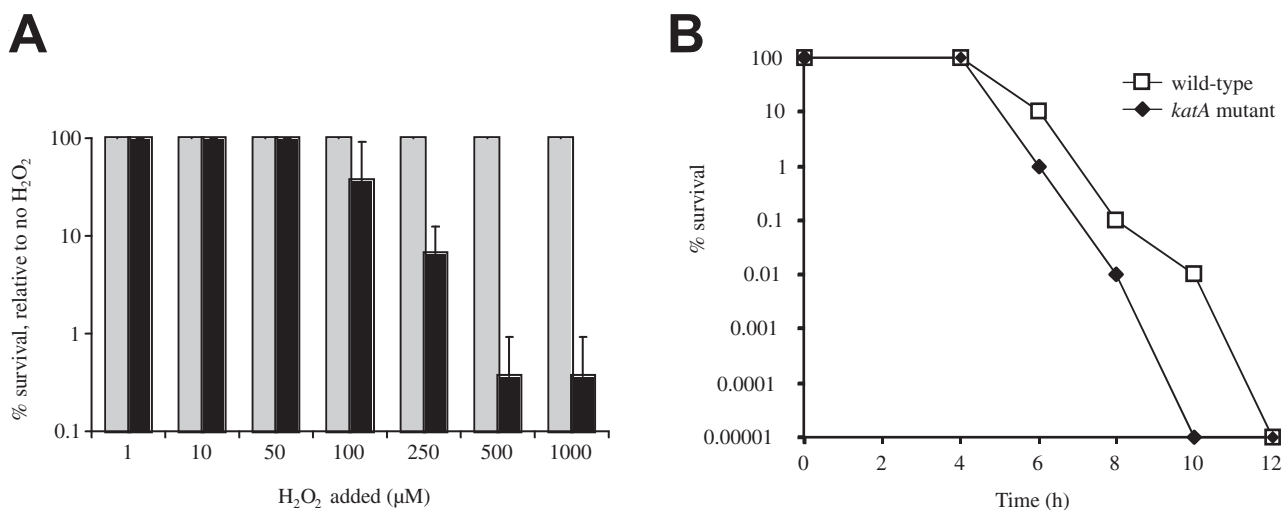 A
% survival, relative to no H₂O₂
100
10
1
0.1
1 10 50 100 250 500 1000
H₂O₂ added (µM)
B
% survival
100
10
1
0.1
0.01
0.001
0.0001
0.00001
0 2 4 6 8 10 12
Time (h)
wild-type
katA mutant